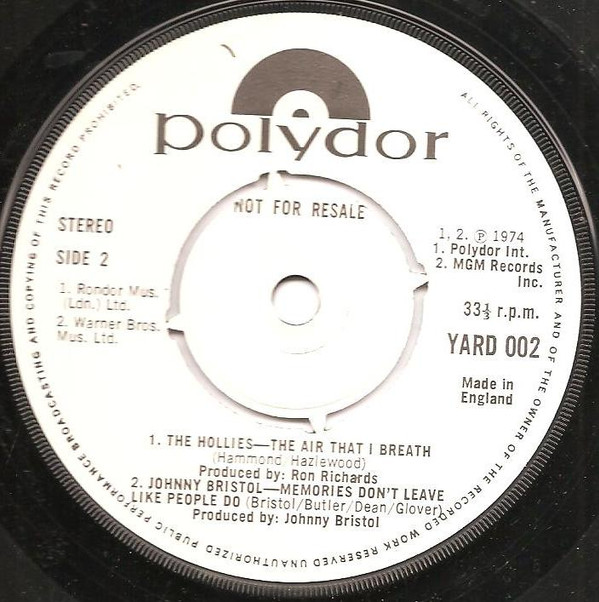 polydor
NOT FOR RESALE
STEREO
SIDE 2
1. Rondor Mus.
(Ldn.) Ltd.
2. Warner Bros.
Mus. Ltd.
1, 2. Ⓟ 1974
1. Polydor Int.
2. MGM Records
Inc.
33⅓ r.p.m.
YARD 002
Made in
England
1. THE HOLLIES—THE AIR THAT I BREATH
(Hammond/Hazlewood)
Produced by: Ron Richards
2. JOHNNY BRISTOL—MEMORIES DON'T LEAVE
LIKE PEOPLE DO (Bristol/Butler/Dean/Glover)
Produced by: Johnny Bristol
ALL RIGHTS OF THE MANUFACTURER AND OF THE OWNER OF THE RECORDED WORK RESERVED UNAUTHORIZED PUBLIC PERFORMANCE BROADCASTING AND COPYING OF THIS RECORD PROHIBITED.